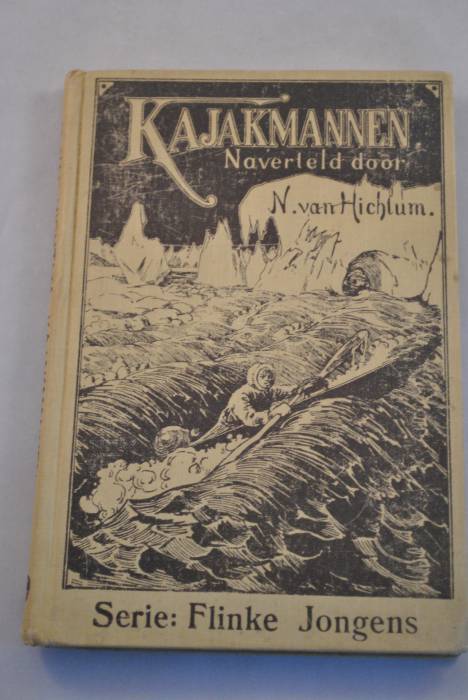 KAJAKMANNEN
Naverteld door
N. van Hichtum.
Serie: Flinke Jongens